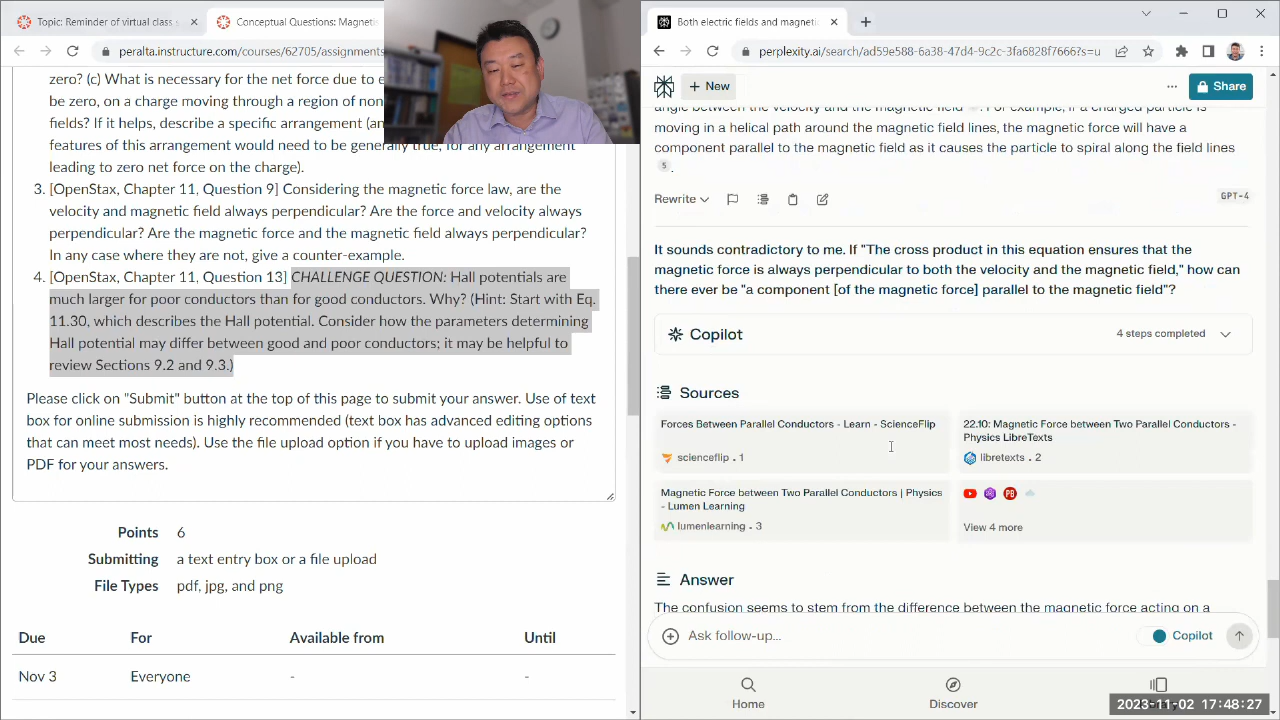 Topic: Reminder of virtual class
Conceptual Questions: Magneti
peralta.instructure.com/courses/62705/assignments
zero? (c) What is necessary for the net force due to e
be zero, on a charge moving through a region of non
fields? If it helps, describe a specific arrangement (an
features of this arrangement would need to be generally true, for any arrangement
leading to zero net force on the charge).
3. [OpenStax, Chapter 11, Question 9] Considering the magnetic force law, are the
velocity and magnetic field always perpendicular? Are the force and velocity always
perpendicular? Are the magnetic force and the magnetic field always perpendicular?
In any case where they are not, give a counter-example.
4. [OpenStax, Chapter 11, Question 13] CHALLENGE QUESTION: Hall potentials are
much larger for poor conductors than for good conductors. Why? (Hint: Start with Eq.
11.30, which describes the Hall potential. Consider how the parameters determining
Hall potential may differ between good and poor conductors; it may be helpful to
review Sections 9.2 and 9.3.)
Please click on "Submit" button at the top of this page to submit your answer. Use of text
box for online submission is highly recommended (text box has advanced editing options
that can meet most needs). Use the file upload option if you have to upload images or
PDF for your answers.
Points 6
Submitting a text entry box or a file upload
File Types pdf, jpg, and png
Due For Available from Until
Nov 3 Everyone - -
Both electric fields and magneti
perplexity.ai/search/ad59e588-6a38-47d4-9c2c-3fa6828f7666?s=u
New
Share
angle between the velocity and the magnetic field . For example, if a charged particle is
moving in a helical path around the magnetic field lines, the magnetic force will have a
component parallel to the magnetic field as it causes the particle to spiral along the field lines
5 .
Rewrite
GPT-4
It sounds contradictory to me. If "The cross product in this equation ensures that the
magnetic force is always perpendicular to both the velocity and the magnetic field," how can
there ever be "a component [of the magnetic force] parallel to the magnetic field"?
Copilot 4 steps completed
Sources
Forces Between Parallel Conductors - Learn - ScienceFlip
scienceflip . 1
22.10: Magnetic Force between Two Parallel Conductors -
Physics LibreTexts
libretexts . 2
Magnetic Force between Two Parallel Conductors | Physics
- Lumen Learning
lumenlearning . 3
View 4 more
Answer
The confusion seems to stem from the difference between the magnetic force acting on a
Ask follow-up...
Copilot
Home
Discover
2023-11-02 17:48:27